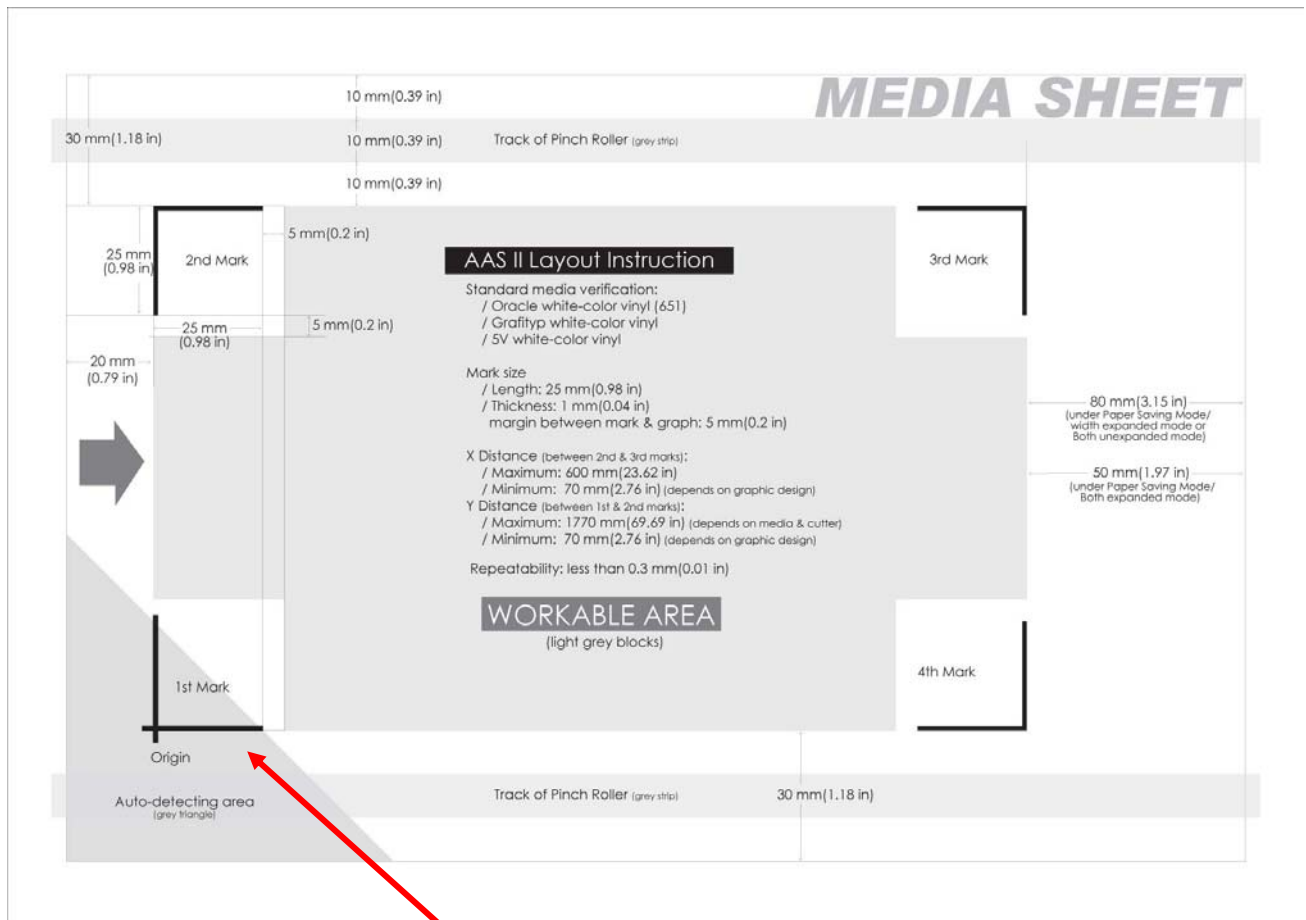 MEDIA SHEET
10 mm(0.39 in)
30 mm(1.18 in)
10 mm(0.39 in)
Track of Pinch Roller (grey strip)
10 mm(0.39 in)
5 mm(0.2 in)
25 mm
(0.98 in)
2nd Mark
3rd Mark
25 mm
(0.98 in)
5 mm(0.2 in)
20 mm
(0.79 in)
AAS II Layout Instruction
Standard media verification:
/ Oracle white-color vinyl (651)
/ Grafityp white-color vinyl
/ 5V white-color vinyl
Mark size
/ Length: 25 mm(0.98 in)
/ Thickness: 1 mm(0.04 in)
margin between mark & graph: 5 mm(0.2 in)
X Distance (between 2nd & 3rd marks):
/ Maximum: 600 mm(23.62 in)
/ Minimum: 70 mm(2.76 in) (depends on graphic design)
Y Distance (between 1st & 2nd marks):
/ Maximum: 1770 mm(69.69 in) (depends on media & cutter)
/ Minimum: 70 mm(2.76 in) (depends on graphic design)
Repeatability: less than 0.3 mm(0.01 in)
WORKABLE AREA
(light grey blocks)
80 mm(3.15 in)
(under Paper Saving Mode/
width expanded mode or
Both unexpanded mode)
50 mm(1.97 in)
(under Paper Saving Mode/
Both expanded mode)
1st Mark
4th Mark
Origin
Auto-detecting area
(grey triangle)
Track of Pinch Roller (grey strip)
30 mm(1.18 in)